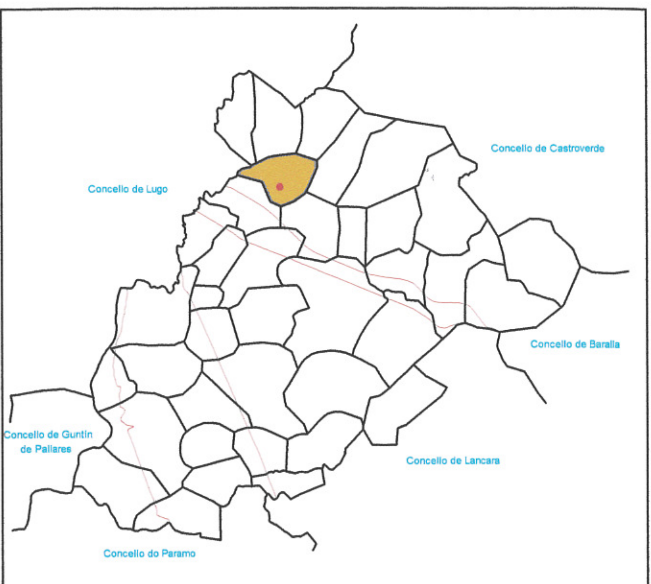 Concello de Castroverde
Concello de Lugo
Concello de Baralla
Concello de Guntin
de Pallares
Concello de Lancara
Concello do Paramo